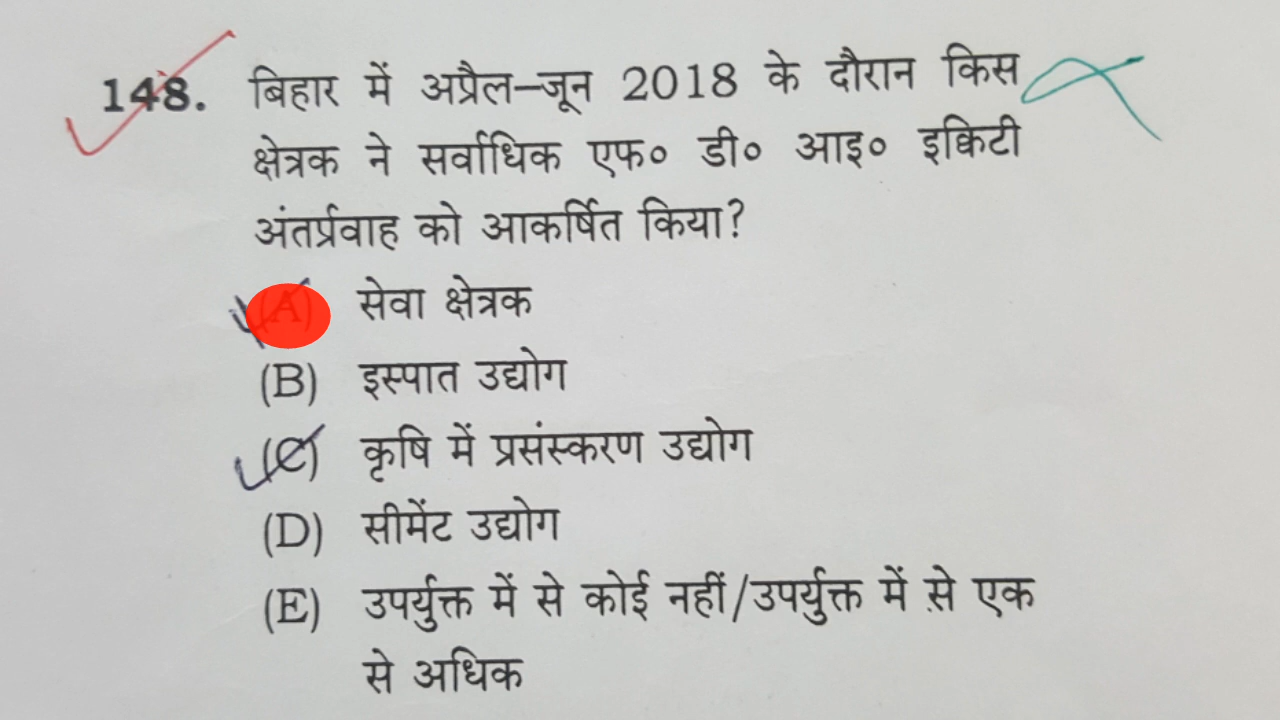 148. बिहार में अप्रैल–जून 2018 के दौरान किस
क्षेत्रक ने सर्वाधिक एफ० डी० आइ० इक्विटी
अंतर्प्रवाह को आकर्षित किया?
(A) सेवा क्षेत्रक
(B) इस्पात उद्योग
(C) कृषि में प्रसंस्करण उद्योग
(D) सीमेंट उद्योग
(E) उपर्युक्त में से कोई नहीं/उपर्युक्त में से एक
से अधिक